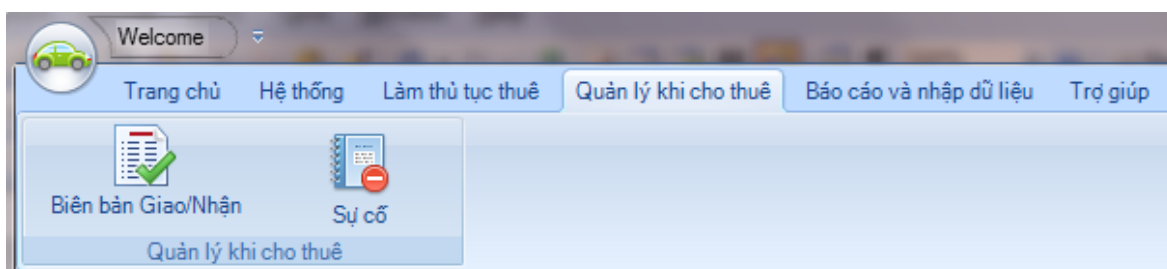 Welcome
Trang chủ Hệ thống Làm thủ tục thuê Quản lý khi cho thuê Báo cáo và nhập dữ liệu Trợ giúp
Biên bản Giao/Nhận Sự cố
Quản lý khi cho thuê